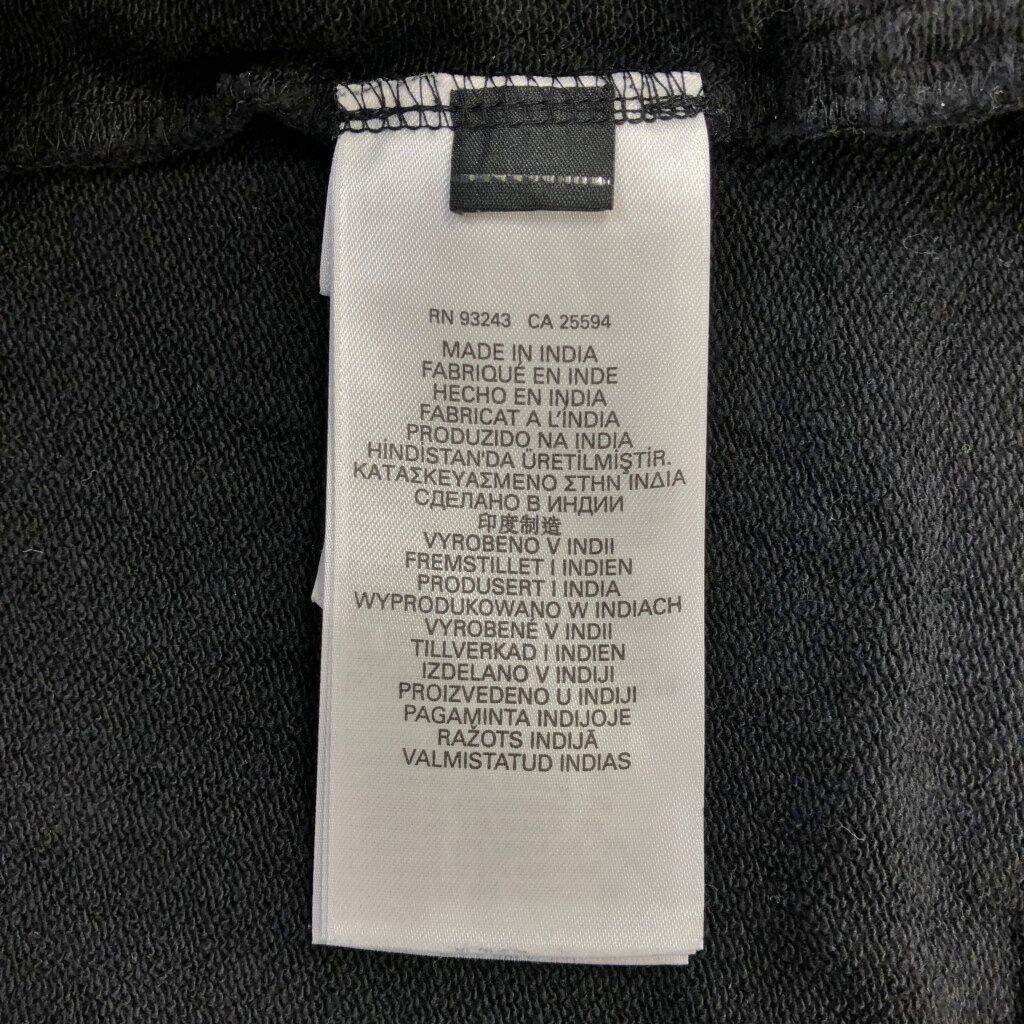 RN 93243 CA 25594
MADE IN INDIA
FABRIQUÉ EN INDE
HECHO EN INDIA
FABRICAT A L'ÍNDIA
PRODUZIDO NA INDIA
HİNDİSTAN'DA ÜRETİLMİŞTİR.
ΚΑΤΑΣΚΕΥΑΣΜΕΝΟ ΣΤΗΝ ΙΝΔΙΑ
СДЕЛАНО В ИНДИИ
印度制造
VYROBENO V INDII
FREMSTILLET I INDIEN
PRODUSERT I INDIA
WYPRODUKOWANO W INDIACH
VYROBENÉ V INDII
TILLVERKAD I INDIEN
IZDELANO V INDIJI
PROIZVEDENO U INDIJI
PAGAMINTA INDIJOJE
RAŽOTS INDIJĀ
VALMISTATUD INDIAS